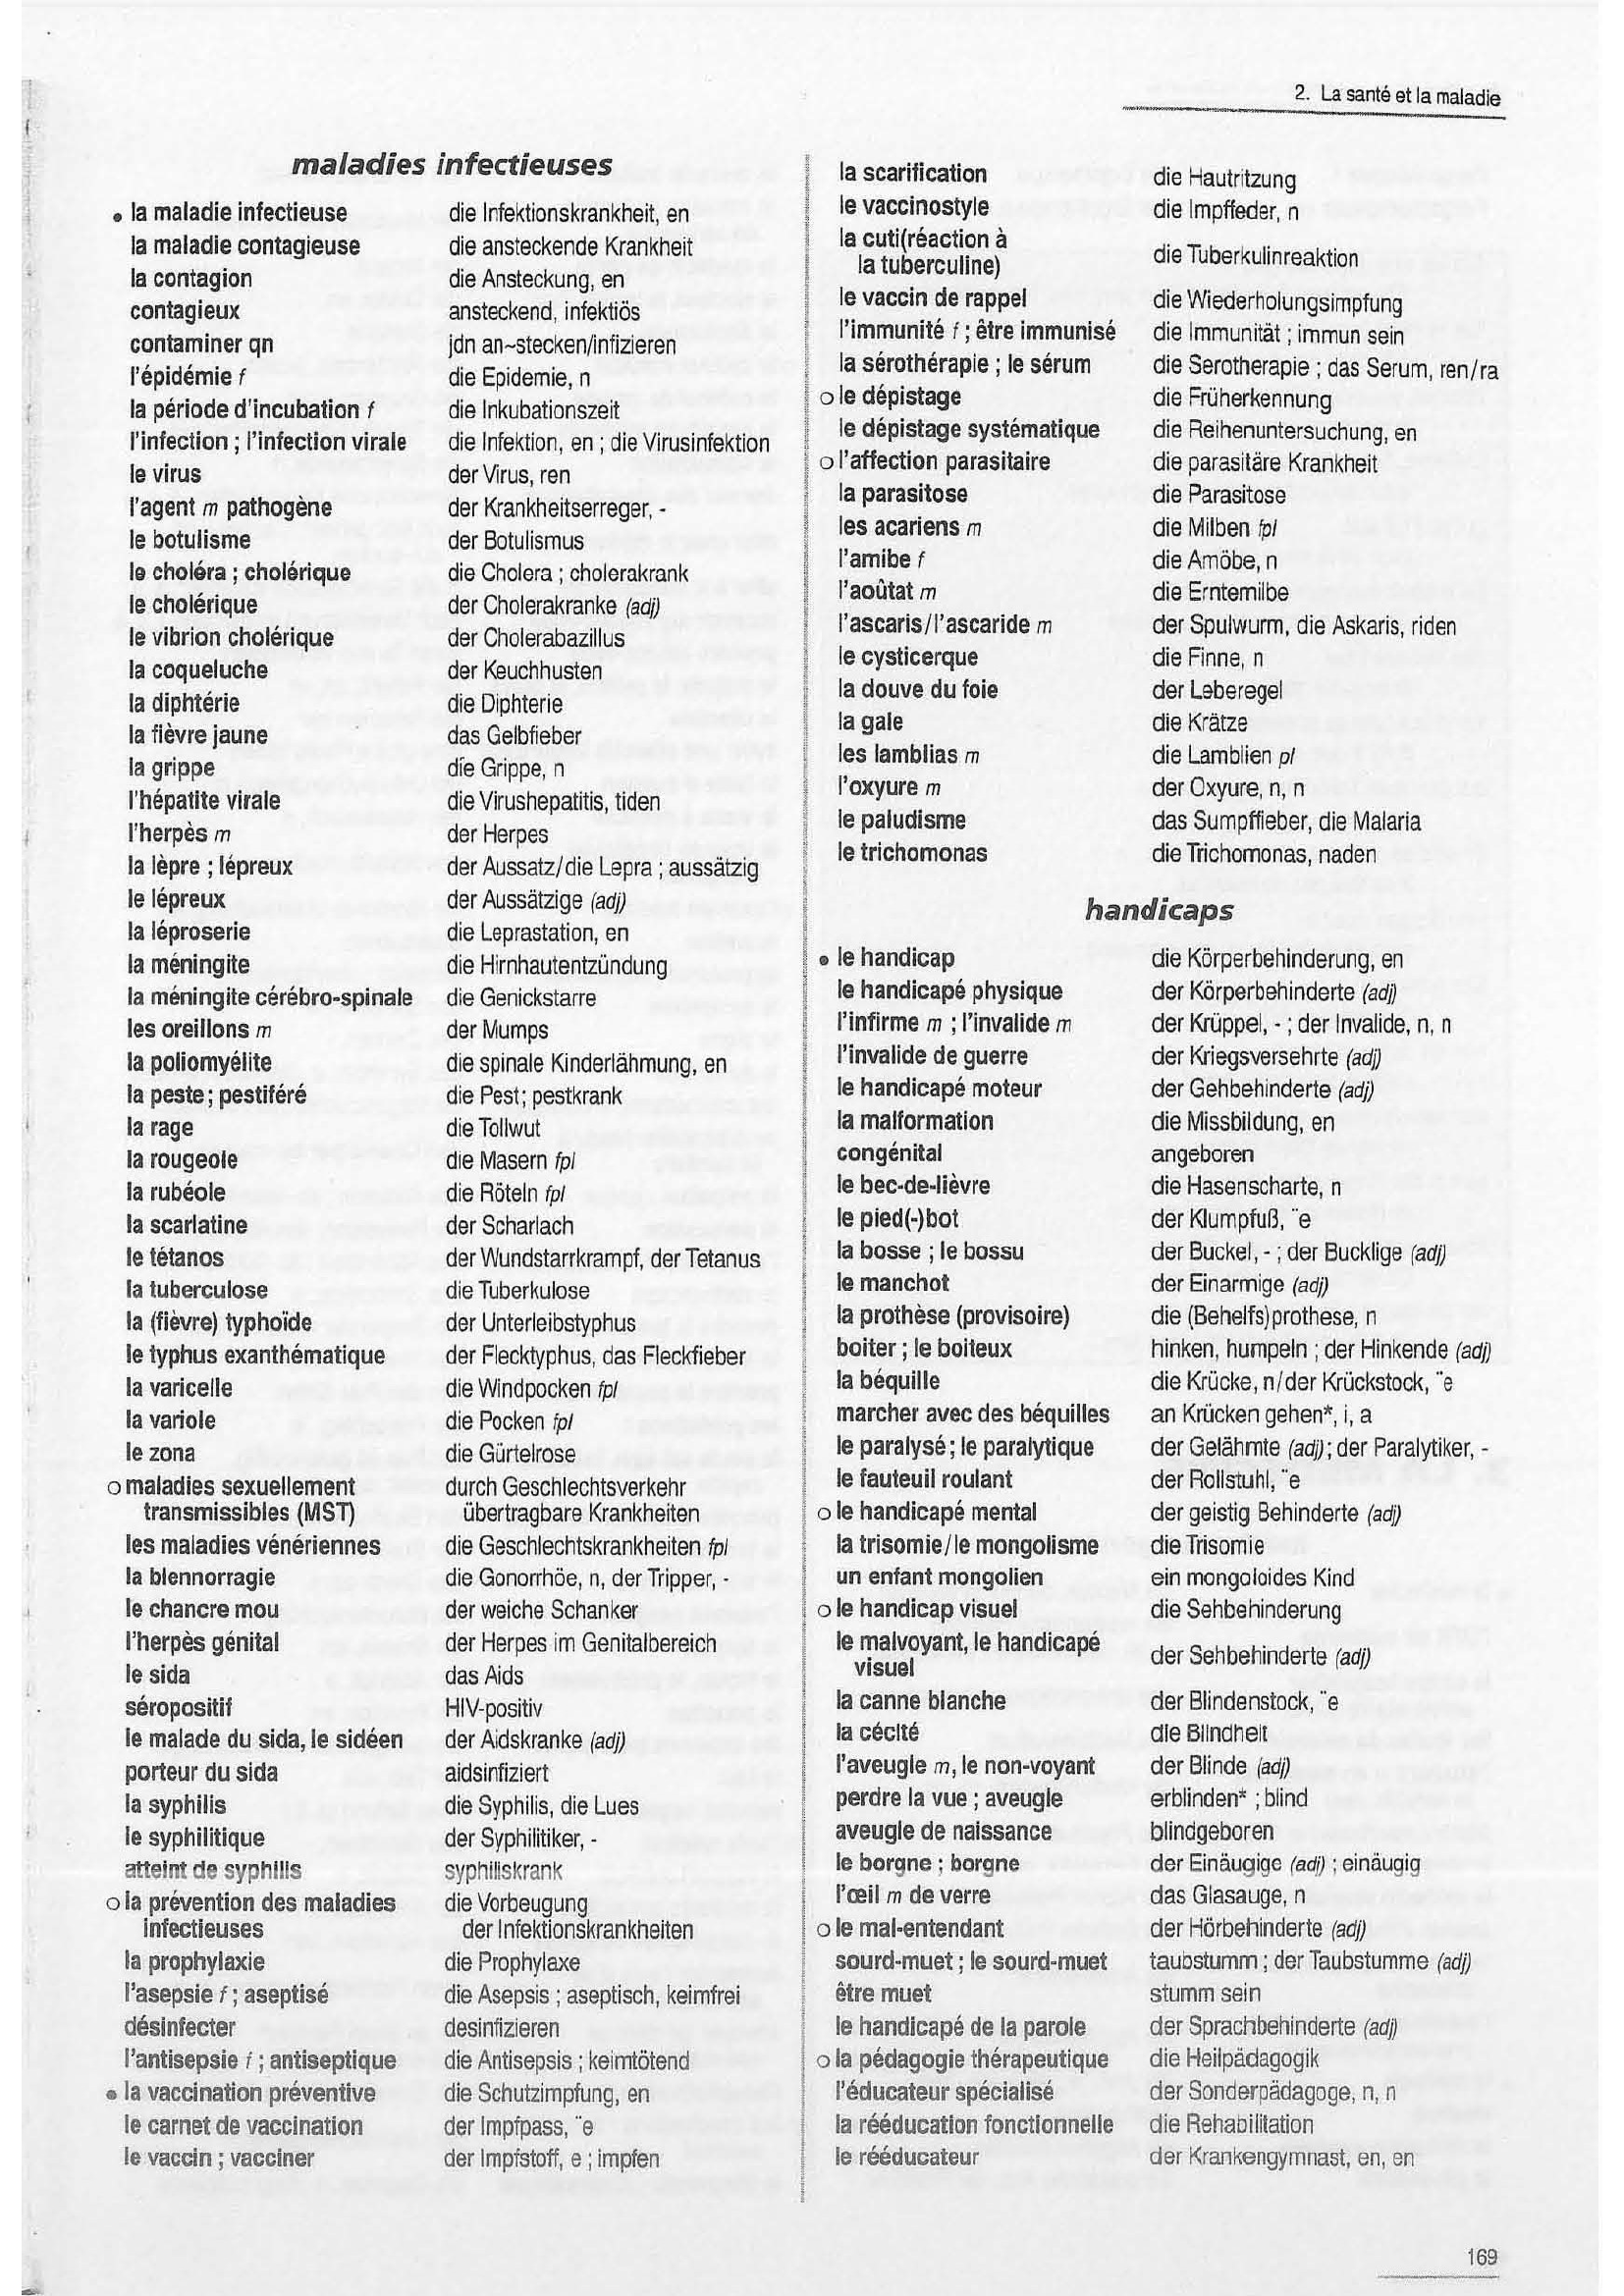 2. La santé et la maladie
maladies infectieuses
• la maladie infectieuse die Infektionskrankheit, en
la maladie contagieuse die ansteckende Krankheit
la contagion die Ansteckung, en
contagieux ansteckend, infektiös
contaminer qn jdn an~stecken/infizieren
l'épidémie f die Epidemie, n
la période d'incubation f die Inkubationszeit
l'infection ; l'infection virale die Infektion, en ; die Virusinfektion
le virus der Virus, ren
l'agent m pathogène der Krankheitserreger, -
le botulisme der Botulismus
le choléra ; cholérique die Cholera ; cholerakrank
le cholérique der Cholerakranke (adj)
le vibrion cholérique der Cholerabazillus
la coqueluche der Keuchhusten
la diphtérie die Diphterie
la fièvre jaune das Gelbfieber
la grippe die Grippe, n
l'hépatite virale die Virushepatitis, tiden
l'herpès m der Herpes
la lèpre ; lépreux der Aussatz/die Lepra ; aussätzig
le lépreux der Aussätzige (adj)
la léproserie die Leprastation, en
la méningite die Hirnhautentzündung
la méningite cérébro-spinale die Genickstarre
les oreillons m der Mumps
la poliomyélite die spinale Kinderlähmung, en
la peste ; pestiféré die Pest; pestkrank
la rage die Tollwut
la rougeole die Masern fpl
la rubéole die Röteln fpl
la scarlatine der Scharlach
le tétanos der Wundstarrkrampf, der Tetanus
la tuberculose die Tuberkulose
la (fièvre) typhoïde der Unterleibstyphus
le typhus exanthématique der Flecktyphus, das Fleckfieber
la varicelle die Windpocken fpl
la variole die Pocken fpl
le zona die Gürtelrose
o maladies sexuellement durch Geschlechtsverkehr
transmissibles (MST) übertragbare Krankheiten
les maladies vénériennes die Geschlechtskrankheiten fpl
la blennorragie die Gonorrhöe, n, der Tripper, -
le chancre mou der weiche Schanker
l'herpès génital der Herpes im Genitalbereich
le sida das Aids
séropositif HIV-positiv
le malade du sida, le sidéen der Aidskranke (adj)
porteur du sida aidsinfiziert
la syphilis die Syphilis, die Lues
le syphilitique der Syphilitiker, -
atteint de syphilis syphiliskrank
o la prévention des maladies die Vorbeugung
infectieuses der Infektionskrankheiten
la prophylaxie die Prophylaxe
l'asepsie f ; aseptisé die Asepsis ; aseptisch, keimfrei
désinfecter desinfizieren
l'antisepsie f ; antiseptique die Antisepsis ; keimtötend
• la vaccination préventive die Schutzimpfung, en
le carnet de vaccination der Impfpass, ¨e
le vaccin ; vacciner der Impfstoff, e ; impfen
la scarification die Hautritzung
le vaccinostyle die Impffeder, n
la cuti(réaction à
la tuberculine) die Tuberkulinreaktion
le vaccin de rappel die Wiederholungsimpfung
l'immunité f ; être immunisé die Immunität ; immun sein
la sérothérapie ; le sérum die Serotherapie ; das Serum, ren/ra
o le dépistage die Früherkennung
le dépistage systématique die Reihenuntersuchung, en
o l'affection parasitaire die parasitäre Krankheit
la parasitose die Parasitose
les acariens m die Milben fpl
l'amibe f die Amöbe, n
l'aoûtat m die Erntemilbe
l'ascaris/l'ascaride m der Spulwurm, die Askaris, riden
le cysticerque die Finne, n
la douve du foie der Leberegel
la gale die Krätze
les lamblias m die Lamblien pl
l'oxyure m der Oxyure, n, n
le paludisme das Sumpffieber, die Malaria
le trichomonas die Trichomonas, naden
handicaps
• le handicap die Körperbehinderung, en
le handicapé physique der Körperbehinderte (adj)
l'infirme m ; l'invalide m der Krüppel, - ; der Invalide, n, n
l'invalide de guerre der Kriegsversehrte (adj)
le handicapé moteur der Gehbehinderte (adj)
la malformation die Missbildung, en
congénital angeboren
le bec-de-lièvre die Hasenscharte, n
le pied(-)bot der Klumpfuß, ¨e
la bosse ; le bossu der Buckel, - ; der Bucklige (adj)
le manchot der Einarmige (adj)
la prothèse (provisoire) die (Behelfs)prothese, n
boiter ; le boiteux hinken, humpeln ; der Hinkende (adj)
la béquille die Krücke, n/der Krückstock, ¨e
marcher avec des béquilles an Krücken gehen*, i, a
le paralysé ; le paralytique der Gelähmte (adj); der Paralytiker, -
le fauteuil roulant der Rollstuhl, ¨e
o le handicapé mental der geistig Behinderte (adj)
la trisomie/le mongolisme die Trisomie
un enfant mongolien ein mongoloides Kind
o le handicap visuel die Sehbehinderung
le malvoyant, le handicapé
visuel der Sehbehinderte (adj)
la canne blanche der Blindenstock, ¨e
la cécité die Blindheit
l'aveugle m, le non-voyant der Blinde (adj)
perdre la vue ; aveugle erblinden* ; blind
aveugle de naissance blindgeboren
le borgne ; borgne der Einäugige (adj) ; einäugig
l'œil m de verre das Glasauge, n
o le mal-entendant der Hörbehinderte (adj)
sourd-muet ; le sourd-muet taubstumm ; der Taubstumme (adj)
être muet stumm sein
le handicapé de la parole der Sprachbehinderte (adj)
o la pédagogie thérapeutique die Heilpädagogik
l'éducateur spécialisé der Sonderpädagoge, n, n
la rééducation fonctionnelle die Rehabilitation
le rééducateur der Krankengymnast, en, en
169